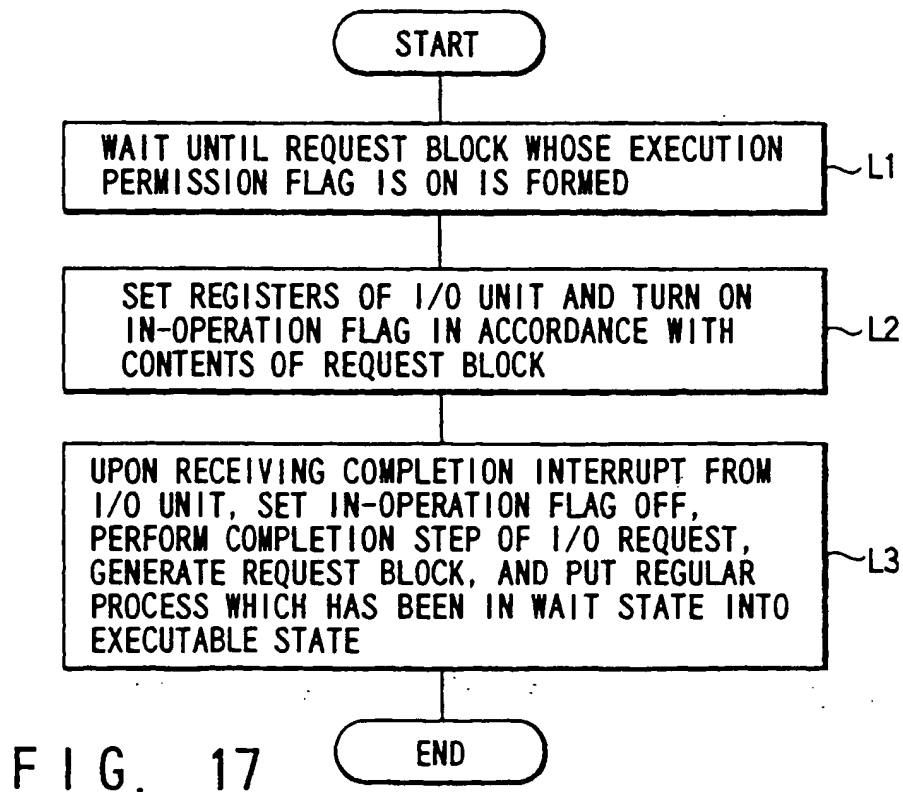 START
WAIT UNTIL REQUEST BLOCK WHOSE EXECUTION
PERMISSION FLAG IS ON IS FORMED
L1
SET REGISTERS OF I/O UNIT AND TURN ON
IN-OPERATION FLAG IN ACCORDANCE WITH
CONTENTS OF REQUEST BLOCK
L2
UPON RECEIVING COMPLETION INTERRUPT FROM
I/O UNIT, SET IN-OPERATION FLAG OFF,
PERFORM COMPLETION STEP OF I/O REQUEST,
GENERATE REQUEST BLOCK, AND PUT REGULAR
PROCESS WHICH HAS BEEN IN WAIT STATE INTO
EXECUTABLE STATE
L3
END
FIG. 17